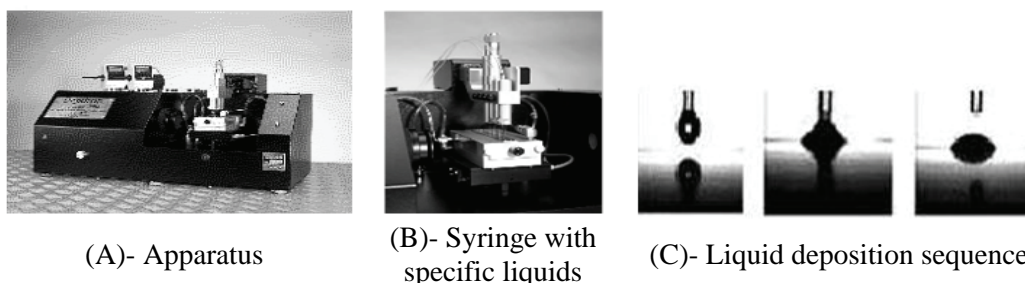 (A)- Apparatus
(B)- Syringe with
specific liquids
(C)- Liquid deposition sequence